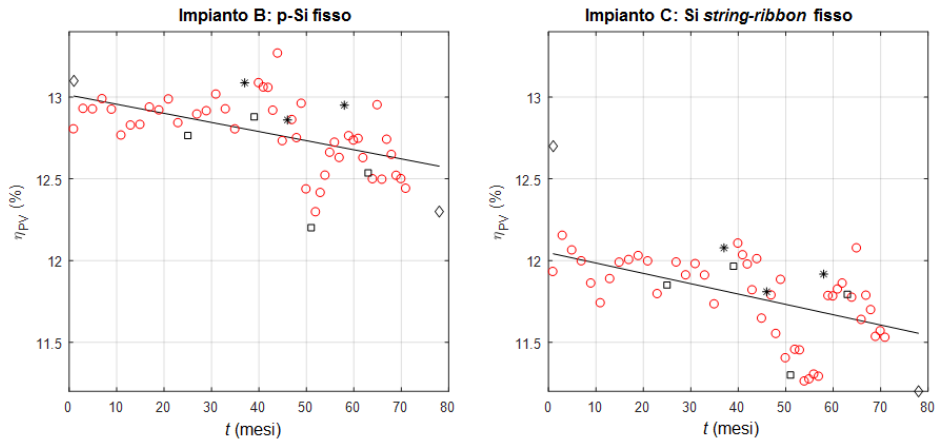 Impianto B: p-Si fisso
13
12.5
12
11.5
ηPV (%)
0 10 20 30 40 50 60 70 80
t (mesi)
Impianto C: Si string-ribbon fisso
13
12.5
12
11.5
ηPV (%)
0 10 20 30 40 50 60 70 80
t (mesi)